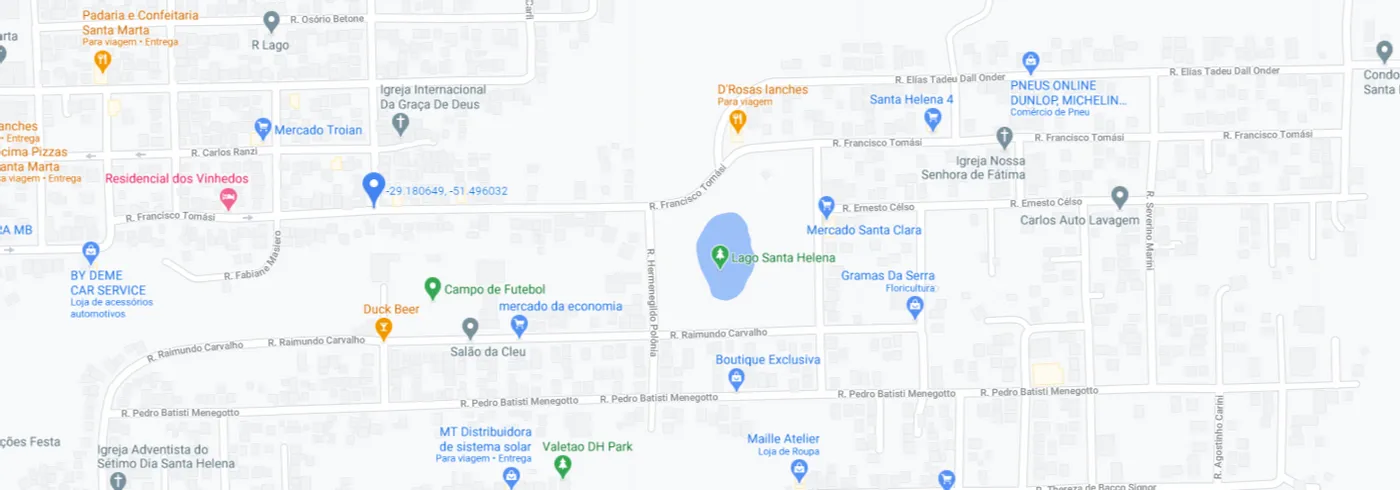 Padaria e Confeitaria
Santa Marta
Para viagem • Entrega
R. Osório Betone
R Lago
Carli
arta
Igreja Internacional
Da Graça De Deus
Mercado Troian
anches
• Entrega
cima Pizzas
anta Marta
a viagem • Entrega
R. Carlos Ranzi
Residencial dos Vinhedos
-29.180649, -51.496032
R. Francisco Tomási
RA MB
BY DEME
CAR SERVICE
Loja de acessórios
automotivos
R. Fabiane Masiero
D'Rosas lanches
Para viagem
Santa Helena 4
R. Elias Tadeu Dall Onder
R. Elias Tadeu Dall Onder
PNEUS ONLINE
DUNLOP, MICHELIN...
Comércio de Pneu
Condo
Santa H
R. Francisco Tomási
R. Francisco Tomási
R. Francisco Tomási
R. Francisco Tomási
Igreja Nossa
Senhora de Fátima
R. Ernesto Célso
R. Ernesto Célso
Carlos Auto Lavagem
R. Severino Marini
Mercado Santa Clara
Lago Santa Helena
R. Hermenegildo Polônia
Gramas Da Serra
Floricultura
Campo de Futebol
Duck Beer
mercado da economia
Salão da Cleu
R. Raimundo Carvalho
R. Raimundo Carvalho
R. Raimundo Carvalho
Boutique Exclusiva
R. Pedro Batisti Menegotto
R. Pedro Batisti Menegotto
R. Pedro Batisti Menegotto
R. Pedro Batisti Menegotto
R. Pedro Batisti Menegotto
R. Agostinho Carini
ções Festa
Igreja Adventista do
Sétimo Dia Santa Helena
MT Distribuidora
de sistema solar
Para viagem • Entrega
Valetao DH Park
Maille Atelier
Loja de Roupa
R. Thereza de Bacco Signor